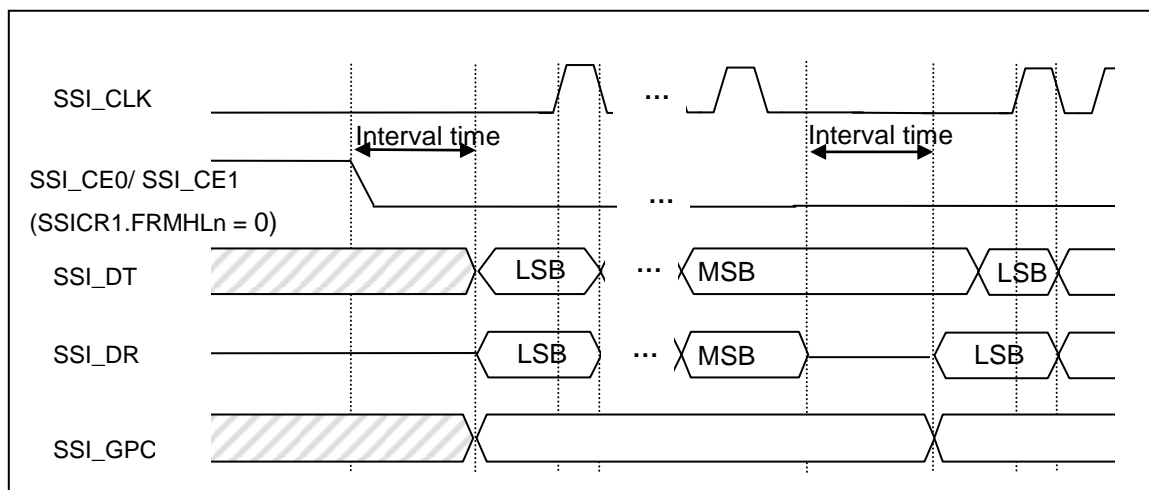 SSI_CLK
...
Interval time
Interval time
SSI_CE0/ SSI_CE1
(SSICR1.FRMHLn = 0)
...
SSI_DT
LSB
...
MSB
LSB
SSI_DR
LSB
...
MSB
LSB
SSI_GPC